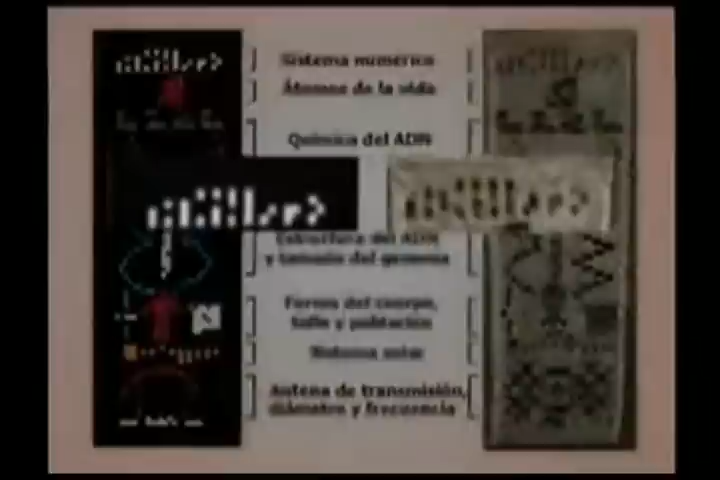 Sistema numérico
Átomos de la vida
Química del ADN
Estructura del ADN
y tamaño del genoma
Forma del cuerpo,
talle y población
Sistema solar
Antena de transmisión,
diámetro y frecuencia